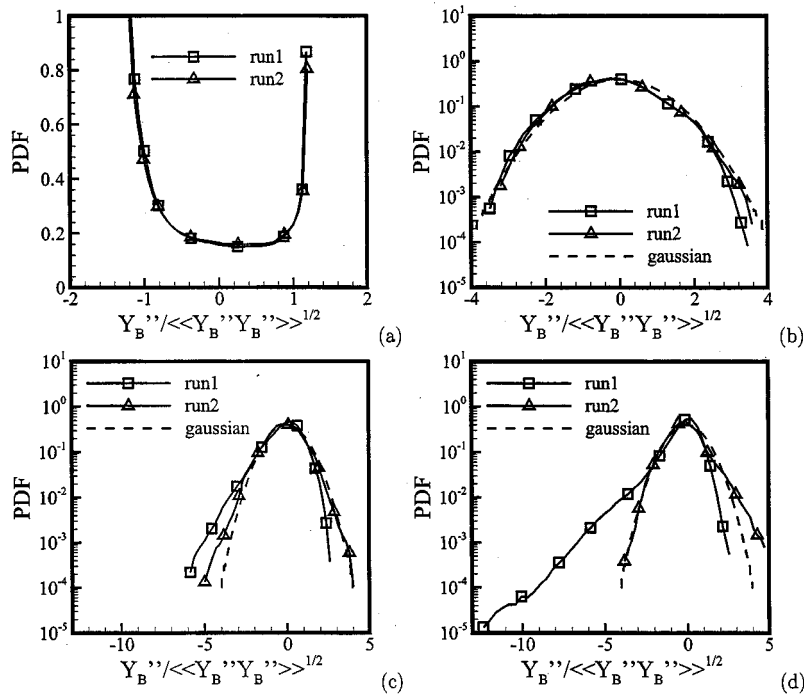 1
0.8
0.6
0.4
0.2
0
PDF
run1
run2
-2 -1 0 1 2
Y_B''/<<Y_B''Y_B''>>^1/2
(a)
10^1
10^0
10^-1
10^-2
10^-3
10^-4
10^-5
PDF
run1
run2
gaussian
-4 -2 0 2 4
Y_B''/<<Y_B''Y_B''>>^1/2
(b)
10^1
10^0
10^-1
10^-2
10^-3
10^-4
10^-5
PDF
run1
run2
gaussian
-10 -5 0 5
Y_B''/<<Y_B''Y_B''>>^1/2
(c)
10^1
10^0
10^-1
10^-2
10^-3
10^-4
10^-5
PDF
run1
run2
gaussian
-10 -5 0 5
Y_B''/<<Y_B''Y_B''>>^1/2
(d)